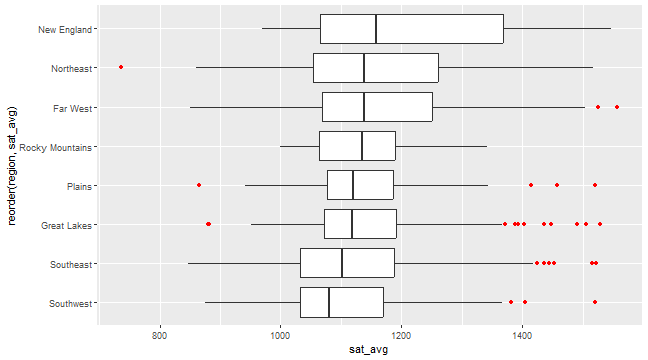 reorder(region, sat_avg)
New England
Northeast
Far West
Rocky Mountains
Plains
Great Lakes
Southeast
Southwest
800 1000 1200 1400
sat_avg